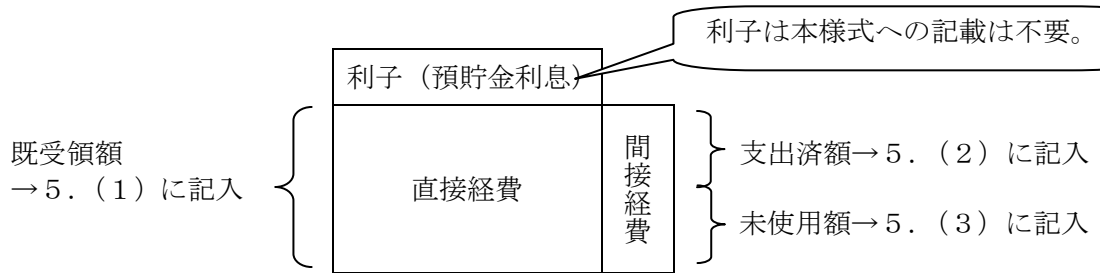 利子は本様式への記載は不要。
利子（預貯金利息）
既受領額
→５．（１）に記入
直接経費
間接経費
支出済額→５．（２）に記入
未使用額→５．（３）に記入